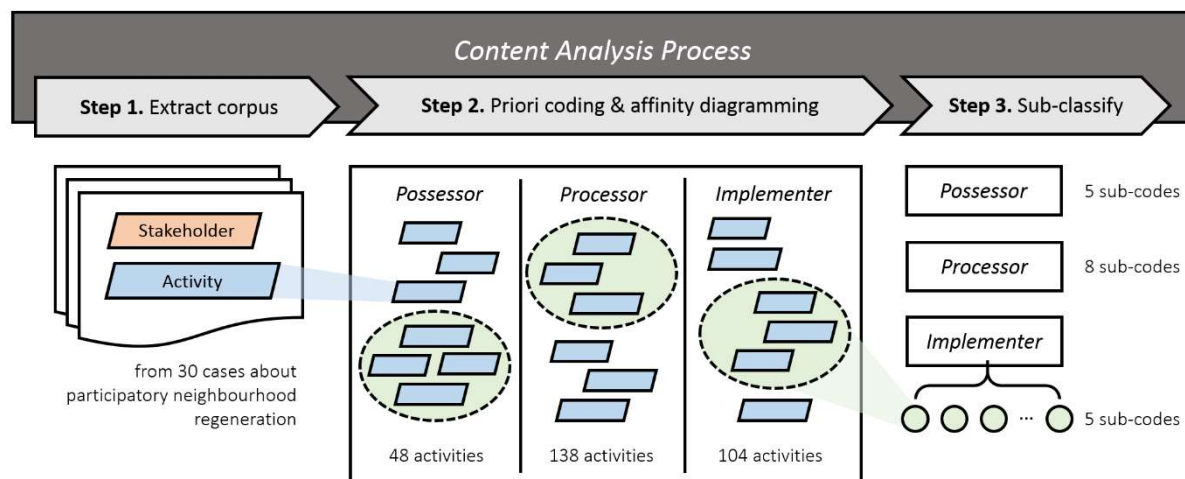 Content Analysis Process
Step 1. Extract corpus
Step 2. Priori coding & affinity diagramming
Step 3. Sub-classify
Stakeholder
Activity
from 30 cases about
participatory neighbourhood
regeneration
Possessor
Processor
Implementer
48 activities
138 activities
104 activities
Possessor
5 sub-codes
Processor
8 sub-codes
Implementer
...
5 sub-codes